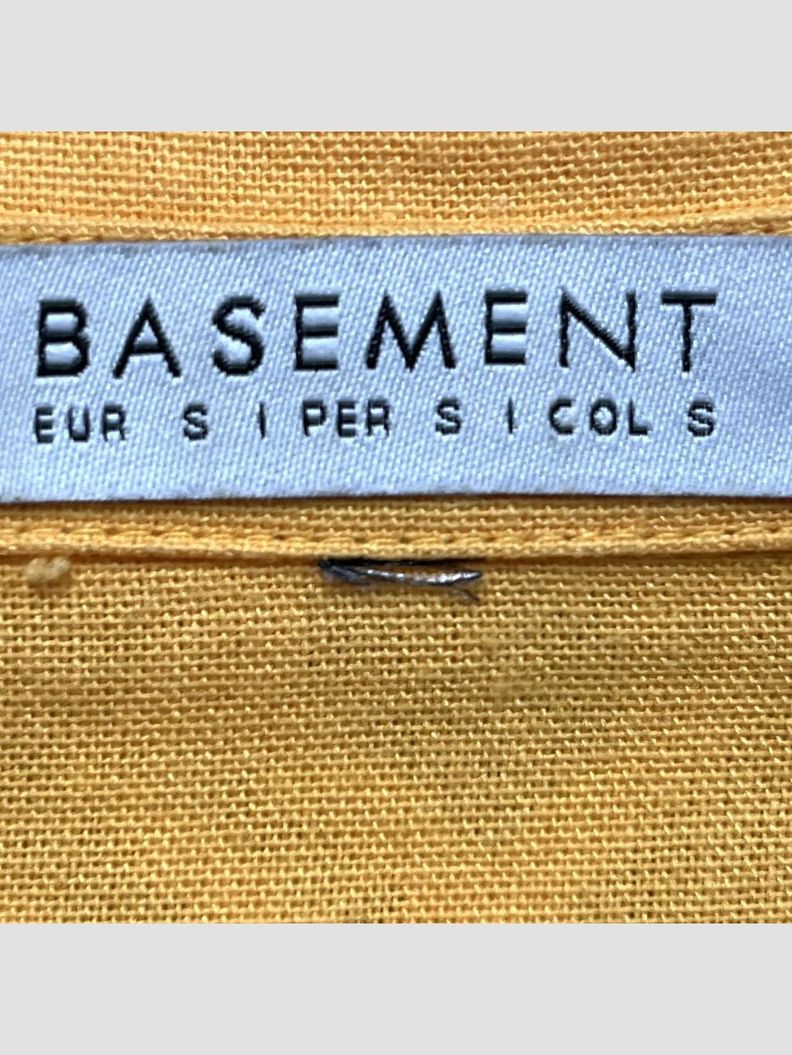 BASEMENT
EUR S | PER S | COL S